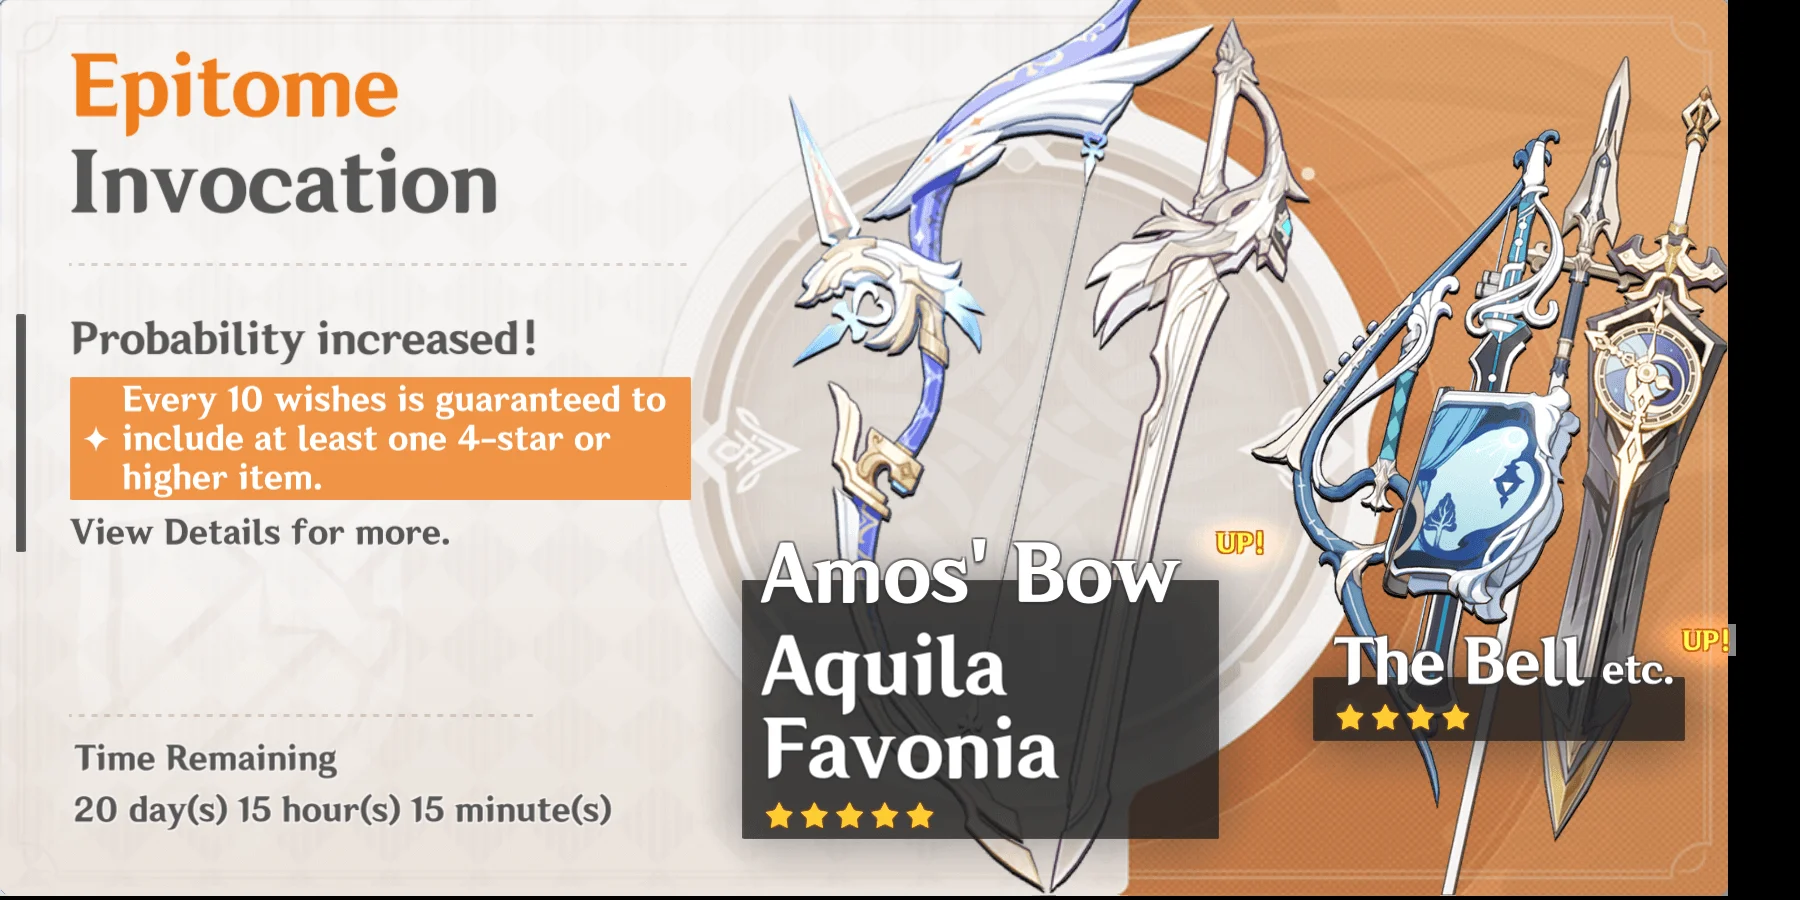 Epitome
Invocation
Probability increased!
Every 10 wishes is guaranteed to
include at least one 4-star or
higher item.
View Details for more.
Time Remaining
20 day(s) 15 hour(s) 15 minute(s)
UP!
Amos' Bow
Aquila
Favonia
UP!
The Bell etc.